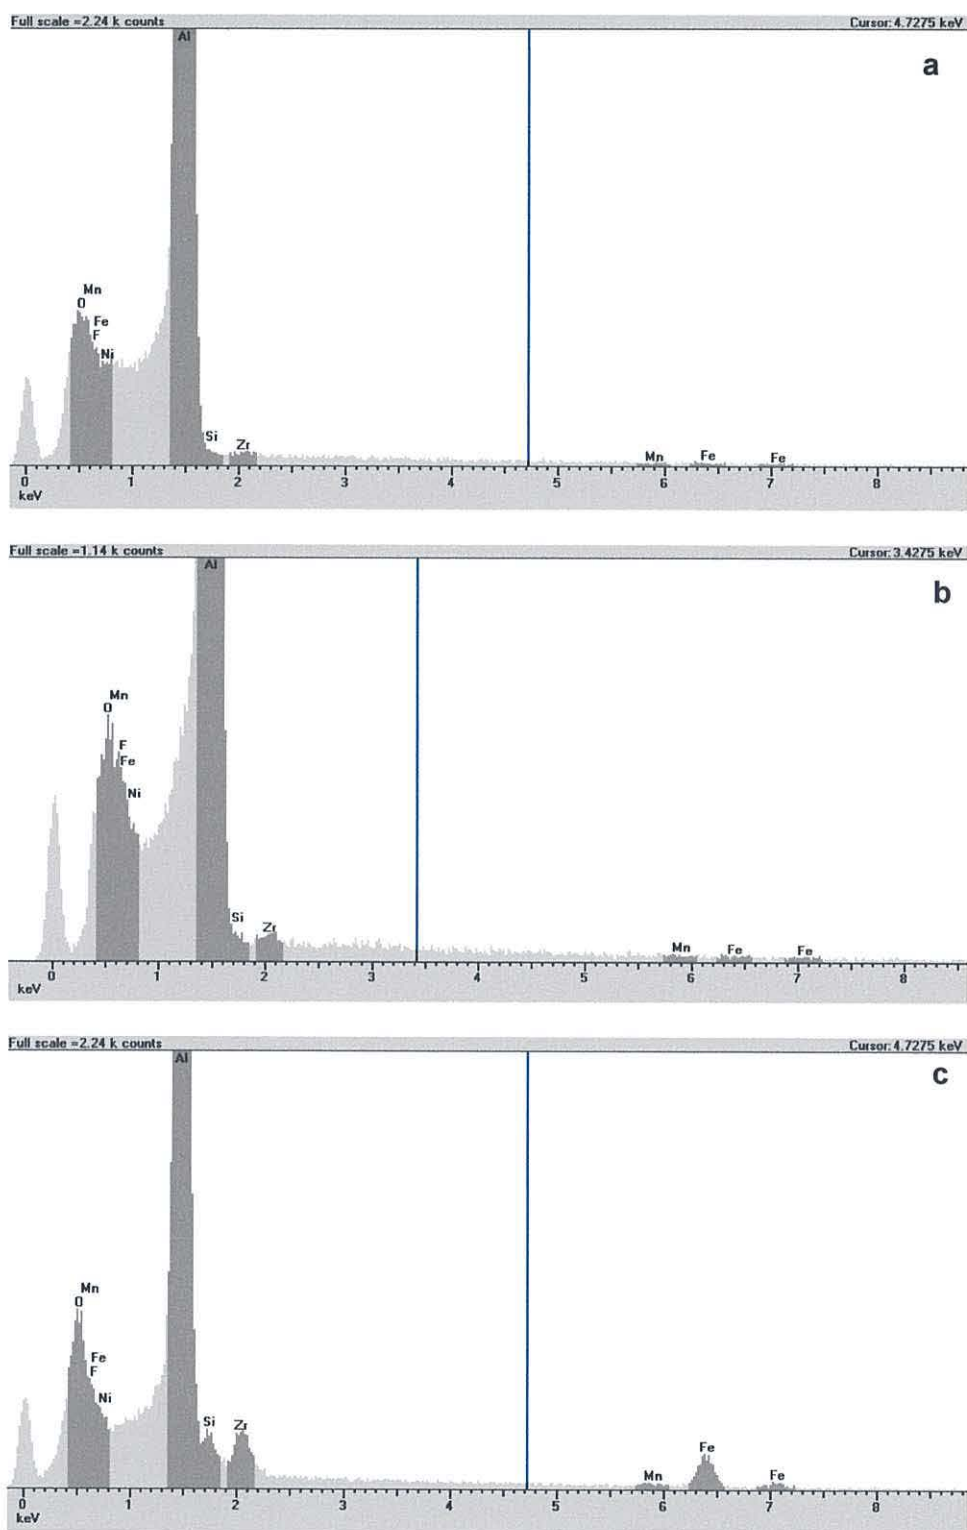 Full scale =2.24 k counts Cursor: 4.7275 keV
Al
a
Mn
O
Fe
F
Ni
Si Zr Mn Fe Fe
0 1 2 3 4 5 6 7 8
keV
Full scale =1.14 k counts Cursor: 3.4275 keV
Al
b
Mn
O
F
Fe
Ni
Si Zr Mn Fe Fe
0 1 2 3 4 5 6 7 8
keV
Full scale =2.24 k counts Cursor: 4.7275 keV
Al
c
Mn
O
Fe
F
Ni
Si Zr Fe
Mn Fe
0 1 2 3 4 5 6 7 8
keV